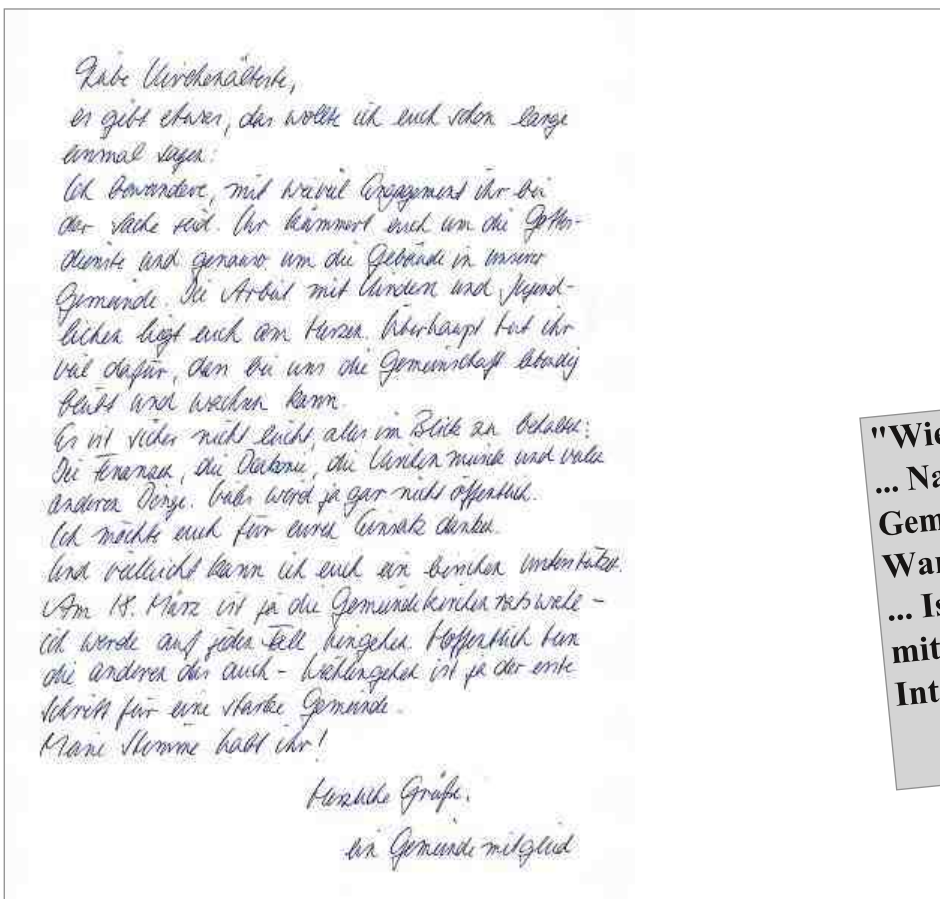 Liebe Kirchenälteste,
es gibt etwas, das wollte ich euch schon lange
einmal sagen:
Ich bewundere, mit wieviel Engagement ihr bei
der Sache seid. Ihr kümmert euch um die Gottes-
dienste und genauso um die Gebäude in unserer
Gemeinde. Die Arbeit mit Kindern und Jugend-
lichen liegt euch am Herzen. Überhaupt tut ihr
viel dafür, dass bei uns die Gemeinschaft lebendig
bleibt und wachsen kann.
Es ist sicher nicht leicht, alles im Blick zu behalten:
Die Finanzen, die Diakonie, die Kirchenmusik und viele
anderen Dinge. Vieles wird ja gar nicht öffentlich.
Ich möchte euch für euren Einsatz danken.
Und vielleicht kann ich euch ein bisschen unterstützen.
Am 18. März ist ja die Gemeindekirchenratswahl -
ich werde auf jeden Fall hingehen. Hoffentlich tun
die anderen das auch - Wählengehen ist ja der erste
Schritt für eine starke Gemeinde.
Meine Stimme habt ihr!
Herzliche Grüße,
ein Gemeindemitglied
"Wie
... Na
Gem
War
... Is
mit
Int